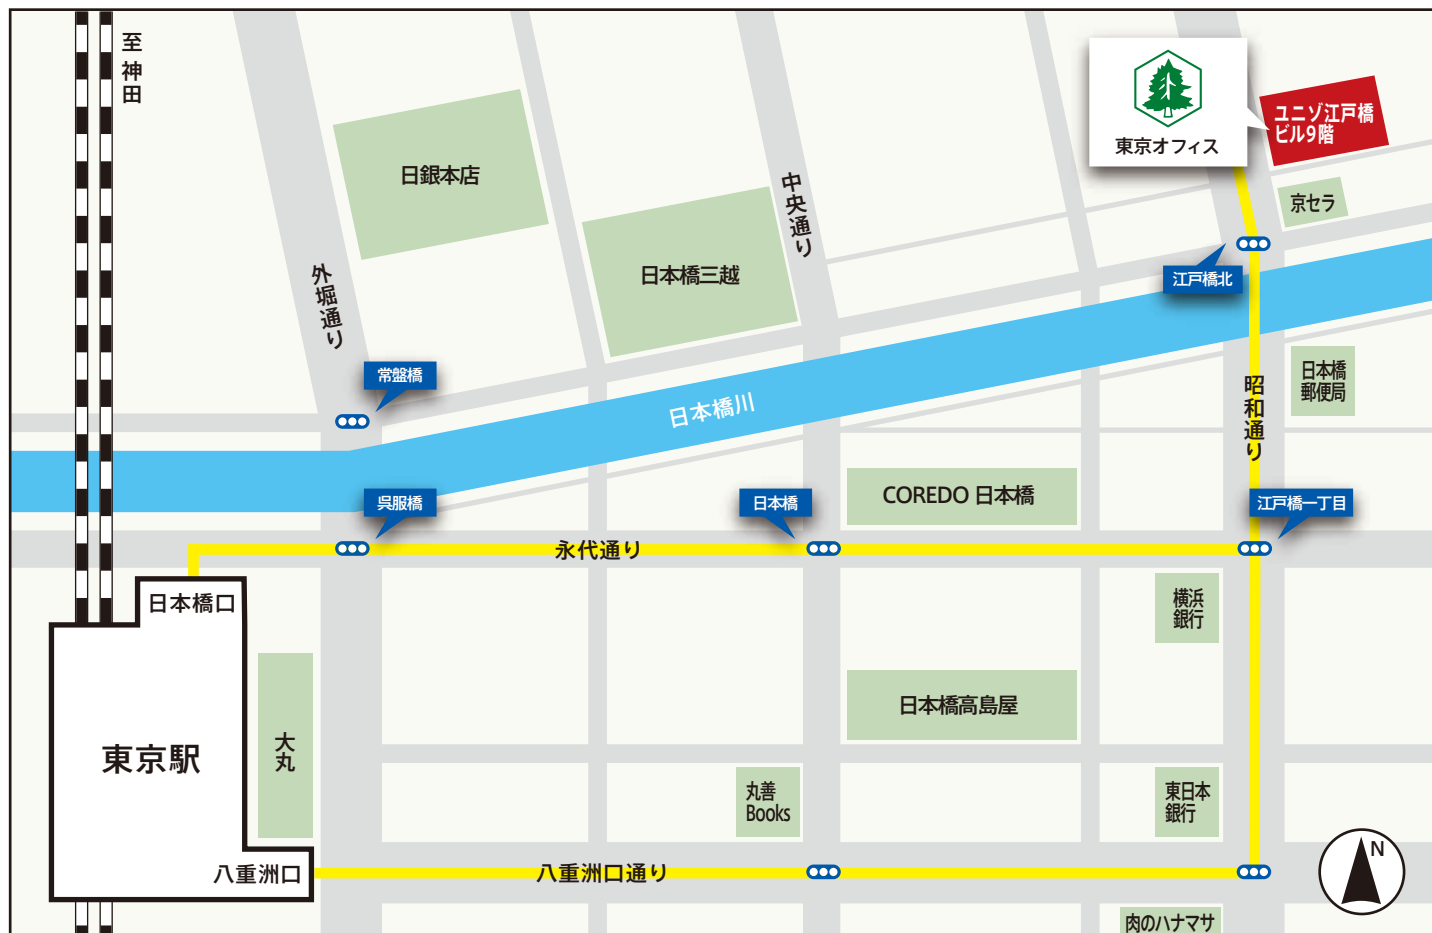 至
神
田
東京オフィス
ユニゾ江戸橋
ビル9階
日銀本店
中央通り
京セラ
外堀通り
日本橋三越
江戸橋北
常盤橋
日本橋
郵便局
昭和通り
日本橋川
呉服橋
日本橋
COREDO 日本橋
江戸橋一丁目
永代通り
日本橋口
横浜
銀行
日本橋高島屋
東京駅
大丸
丸善
Books
東日本
銀行
八重洲口
八重洲口通り
N
肉のハナマサ